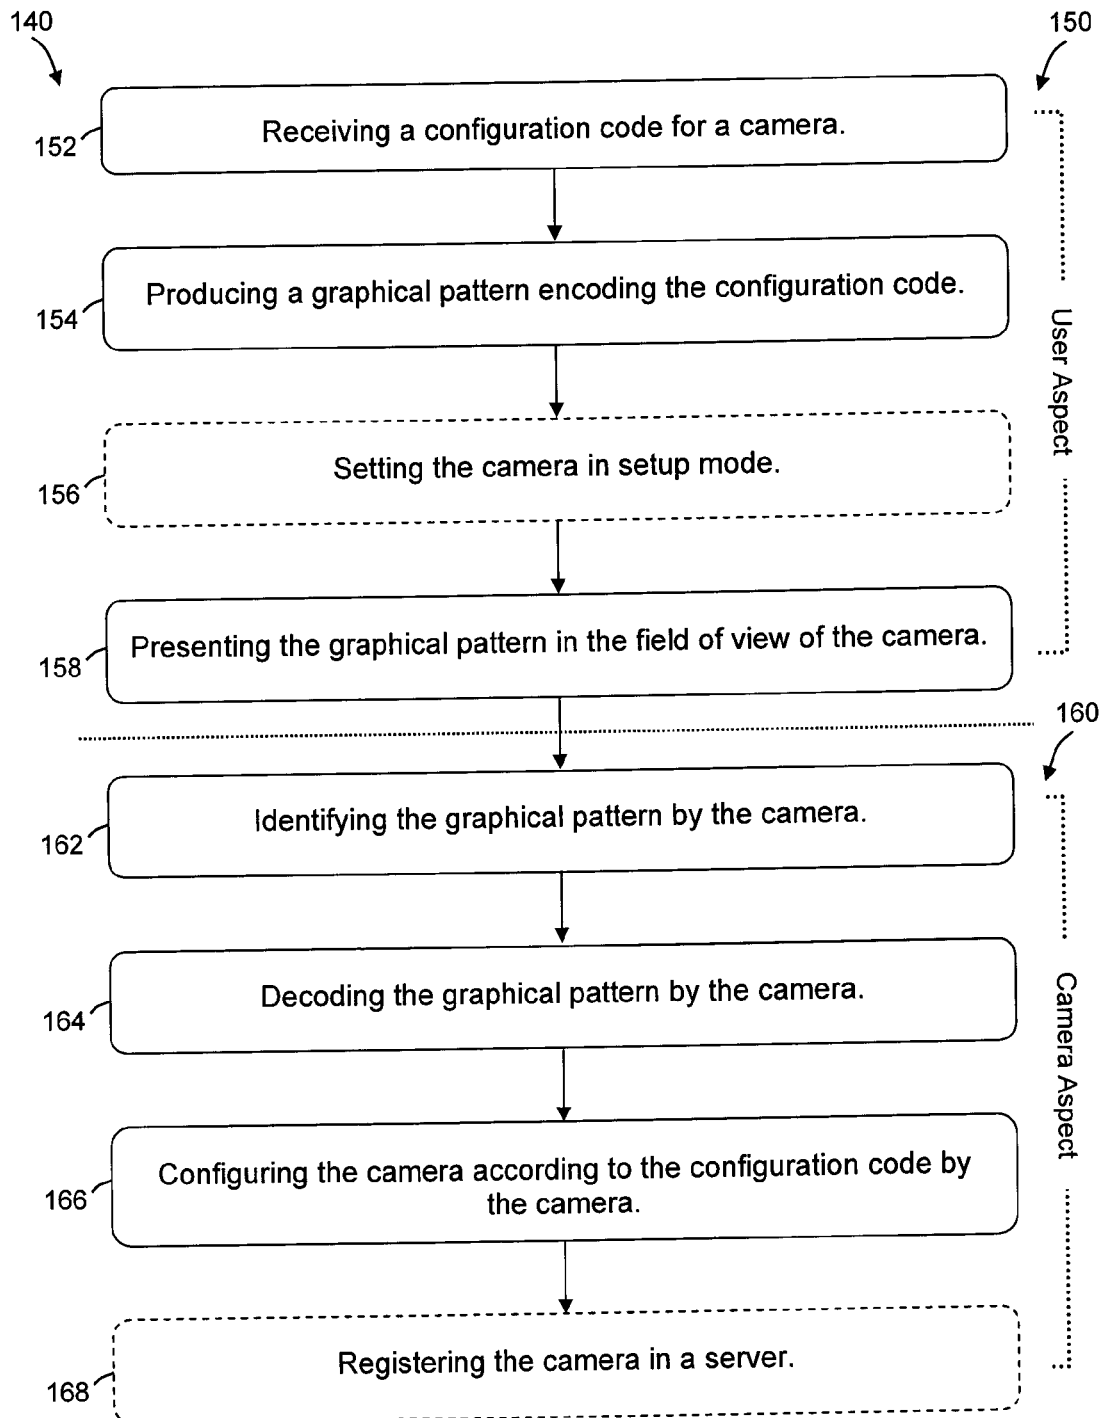 140
150
152
Receiving a configuration code for a camera.
154
Producing a graphical pattern encoding the configuration code.
User Aspect
156
Setting the camera in setup mode.
158
Presenting the graphical pattern in the field of view of the camera.
160
162
Identifying the graphical pattern by the camera.
164
Decoding the graphical pattern by the camera.
Camera Aspect
166
Configuring the camera according to the configuration code by
the camera.
168
Registering the camera in a server.